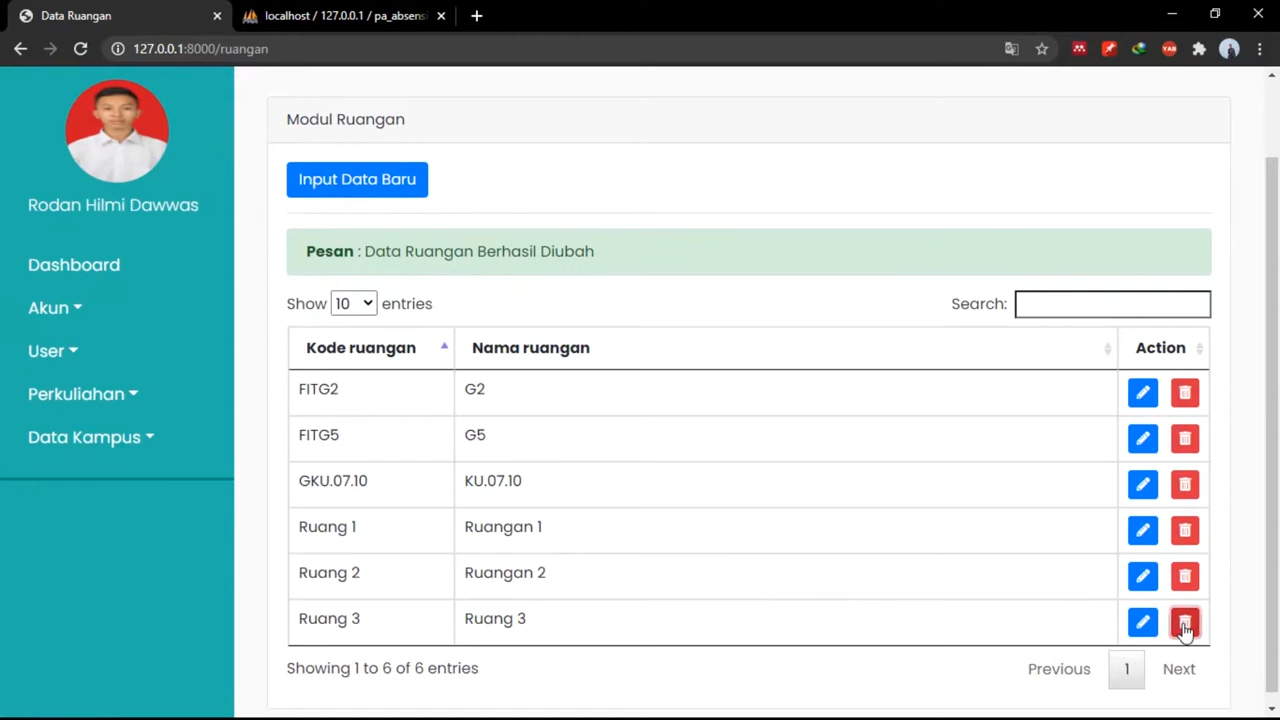 Data Ruangan
localhost / 127.0.0.1 / pa_absens
127.0.0.1:8000/ruangan
YAB
Rodan Hilmi Dawwas
Dashboard
Akun
User
Perkuliahan
Data Kampus
Modul Ruangan
Input Data Baru
Pesan : Data Ruangan Berhasil Diubah
Show 10 entries Search:
Kode ruangan Nama ruangan Action
FITG2 G2
FITG5 G5
GKU.07.10 KU.07.10
Ruang 1 Ruangan 1
Ruang 2 Ruangan 2
Ruang 3 Ruang 3
Showing 1 to 6 of 6 entries Previous 1 Next